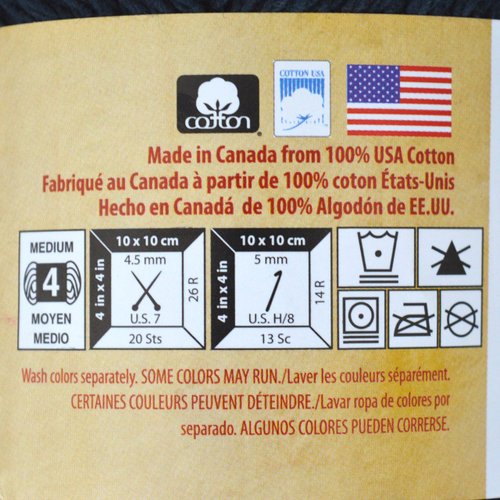 cotton
COTTON USA
Made in Canada from 100% USA Cotton
Fabriqué au Canada à partir de 100% coton États-Unis
Hecho en Canadá de 100% Algodón de EE.UU.
MEDIUM
4
MOYEN
MEDIO
10 x 10 cm
4 in x 4 in
4.5 mm
26 R
U.S. 7
20 Sts
10 x 10 cm
4 in x 4 in
5 mm
14 R
U.S. H/8
13 Sc
Wash colors separately. SOME COLORS MAY RUN./Laver les couleurs séparément.
CERTAINES COULEURS PEUVENT DÉTEINDRE./Lavar ropa de colores por
separado. ALGUNOS COLORES PUEDEN CORRERSE.